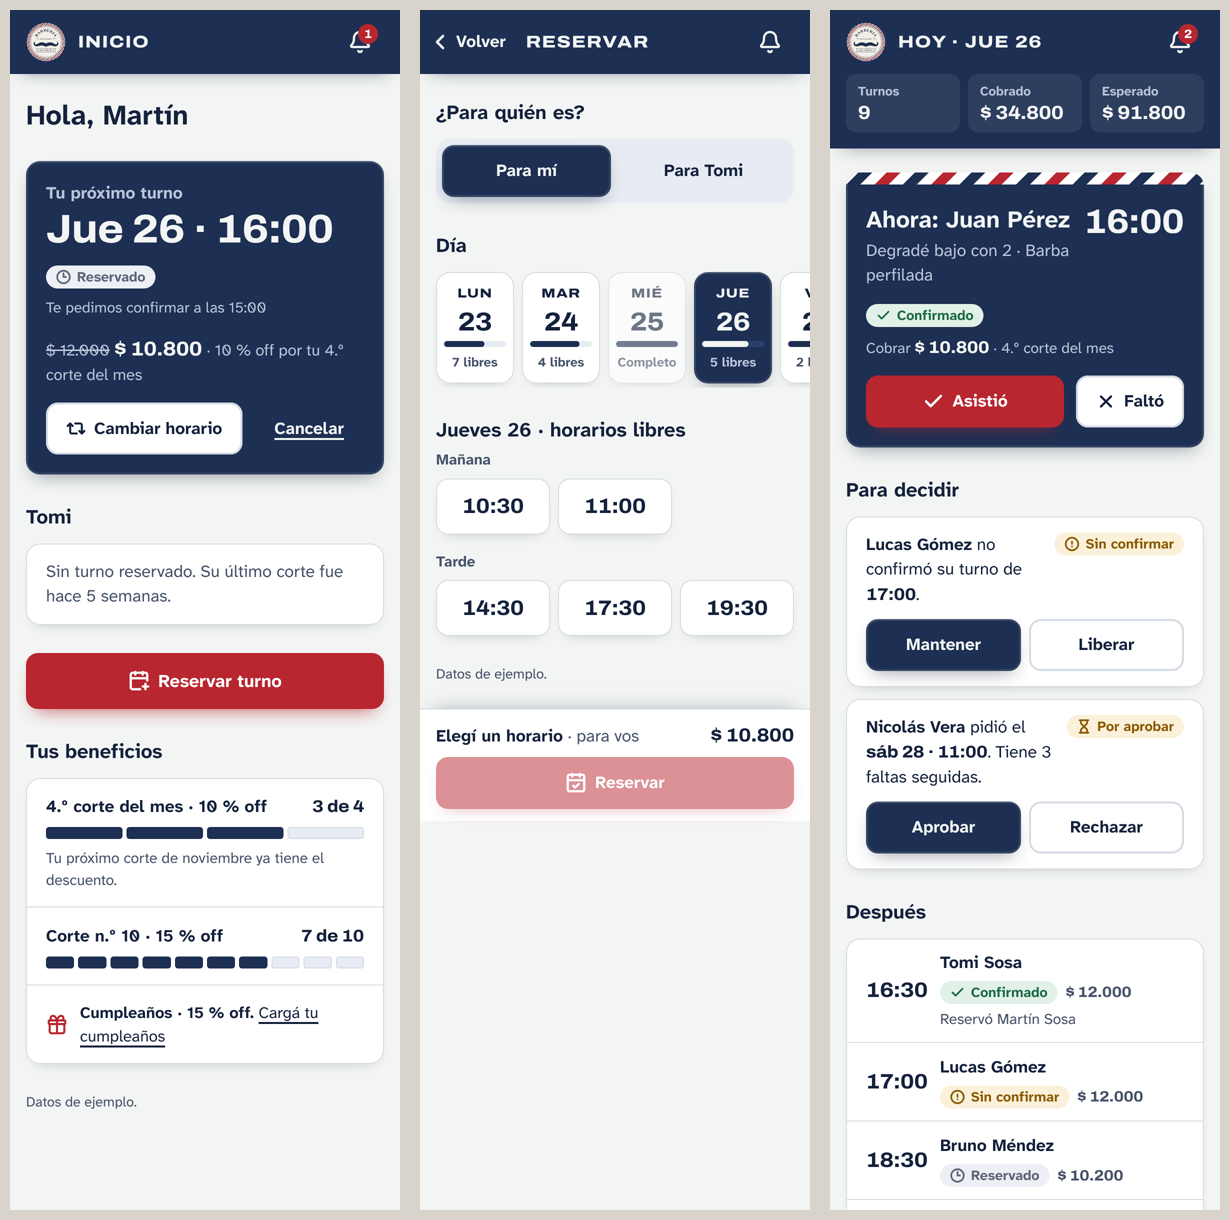 INICIO
1
Hola, Martín
Tu próximo turno
Jue 26 · 16:00
Reservado
Te pedimos confirmar a las 15:00
$ 12.000 $ 10.800 · 10 % off por tu 4.º
corte del mes
Cambiar horario
Cancelar
Tomi
Sin turno reservado. Su último corte fue
hace 5 semanas.
Reservar turno
Tus beneficios
4.º corte del mes · 10 % off
3 de 4
Tu próximo corte de noviembre ya tiene el
descuento.
Corte n.º 10 · 15 % off
7 de 10
Cumpleaños · 15 % off. Cargá tu
cumpleaños
Datos de ejemplo.
Volver
RESERVAR
¿Para quién es?
Para mí
Para Tomi
Día
LUN
23
7 libres
MAR
24
4 libres
MIÉ
25
Completo
JUE
26
5 libres
Jueves 26 · horarios libres
Mañana
10:30
11:00
Tarde
14:30
17:30
19:30
Datos de ejemplo.
Elegí un horario · para vos
$ 10.800
Reservar
HOY · JUE 26
2
Turnos
9
Cobrado
$ 34.800
Esperado
$ 91.800
Ahora: Juan Pérez
16:00
Degradé bajo con 2 · Barba
perfilada
Confirmado
Cobrar $ 10.800 · 4.º corte del mes
Asistió
Faltó
Para decidir
Lucas Gómez no
confirmó su turno de
17:00.
Sin confirmar
Mantener
Liberar
Nicolás Vera pidió el
sáb 28 · 11:00. Tiene 3
faltas seguidas.
Por aprobar
Aprobar
Rechazar
Después
16:30
Tomi Sosa
Confirmado
$ 12.000
Reservó Martín Sosa
17:00
Lucas Gómez
Sin confirmar
$ 12.000
18:30
Bruno Méndez
Reservado
$ 10.200